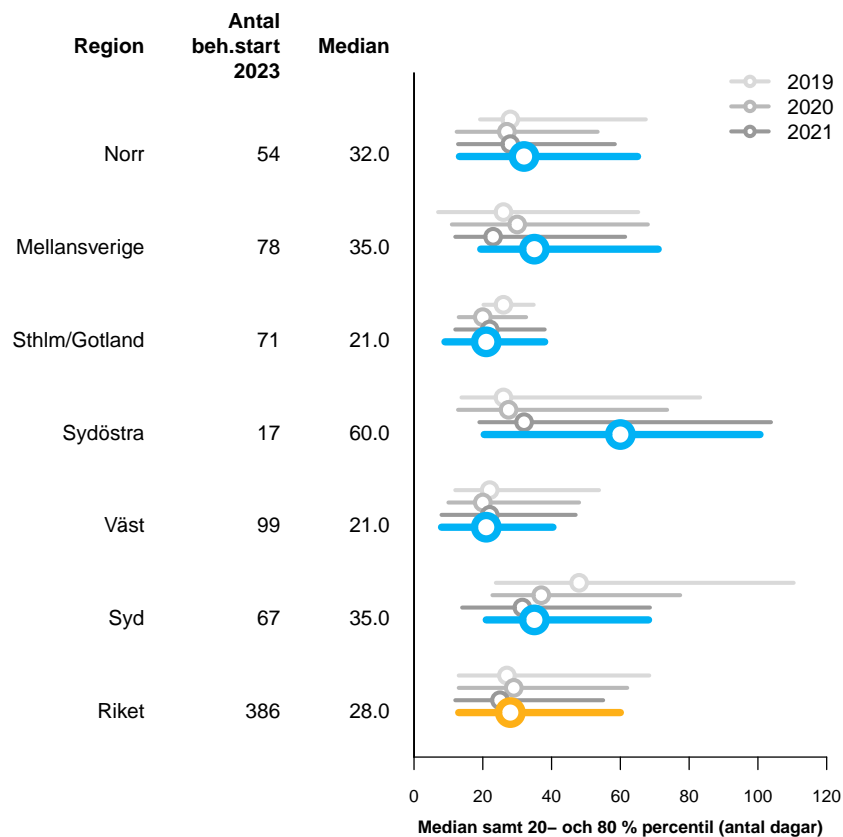 Antal
Region beh.start Median
2023
2019
2020
2021
Norr 54 32.0
Mellansverige 78 35.0
Sthlm/Gotland 71 21.0
Sydöstra 17 60.0
Väst 99 21.0
Syd 67 35.0
Riket 386 28.0
0 20 40 60 80 100 120
Median samt 20− och 80 % percentil (antal dagar)